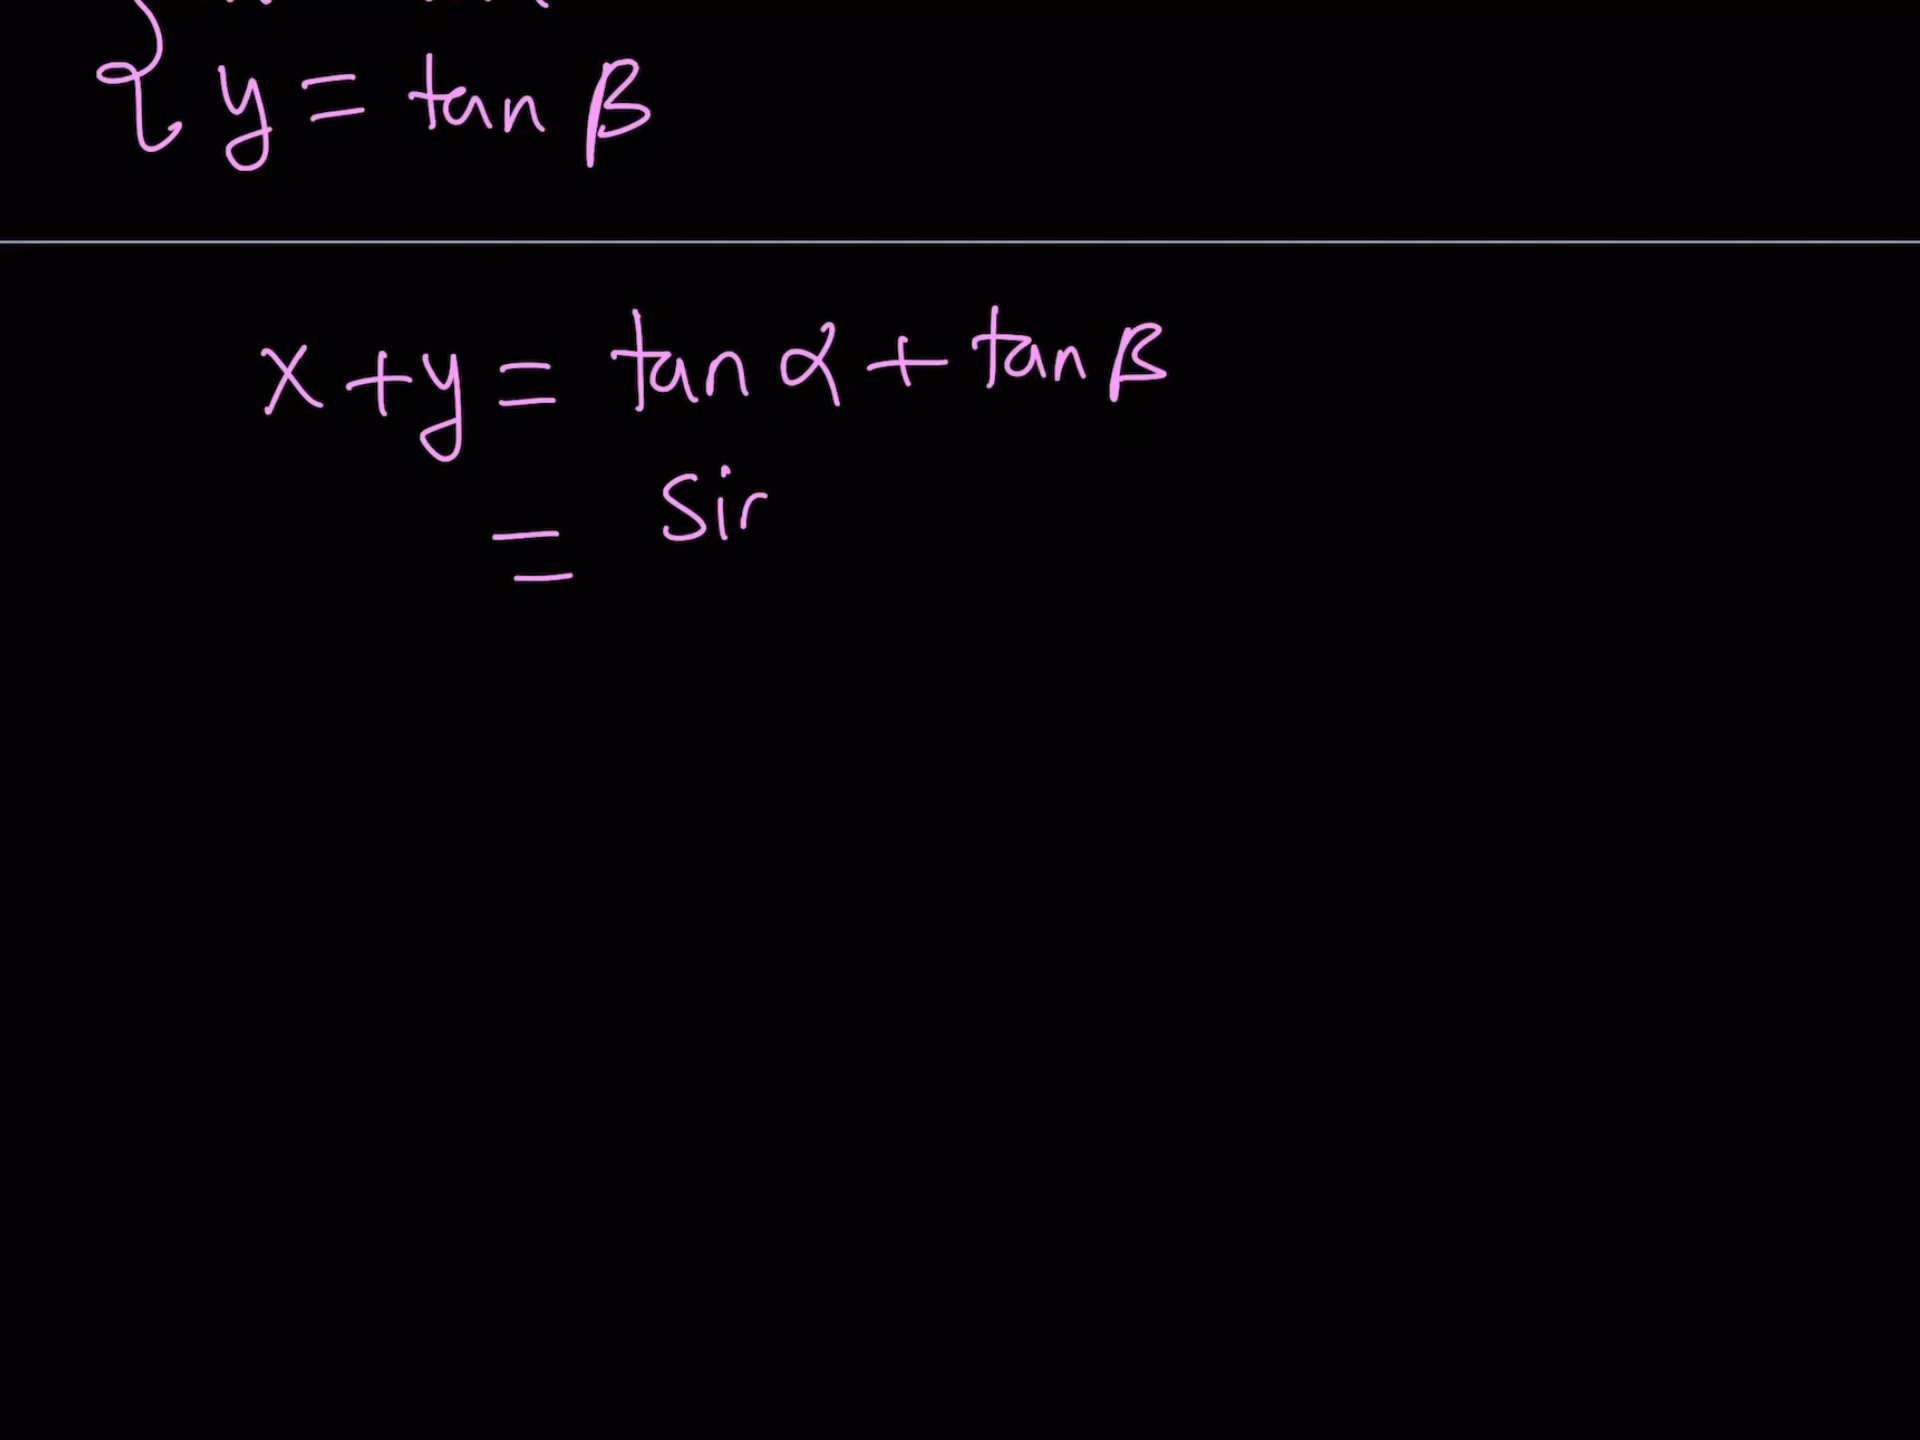 y = tan β
x + y = tan α + tan β
= sir